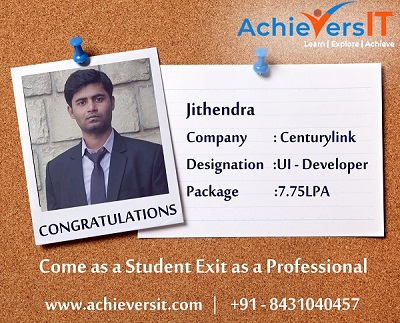 AchieversIT
Learn | Explore | Achieve
Jithendra
Company : Centurylink
Designation :UI - Developer
Package :7.75LPA
CONGRATULATIONS
Come as a Student Exit as a Professional
www.achieversit.com | +91 - 8431040457